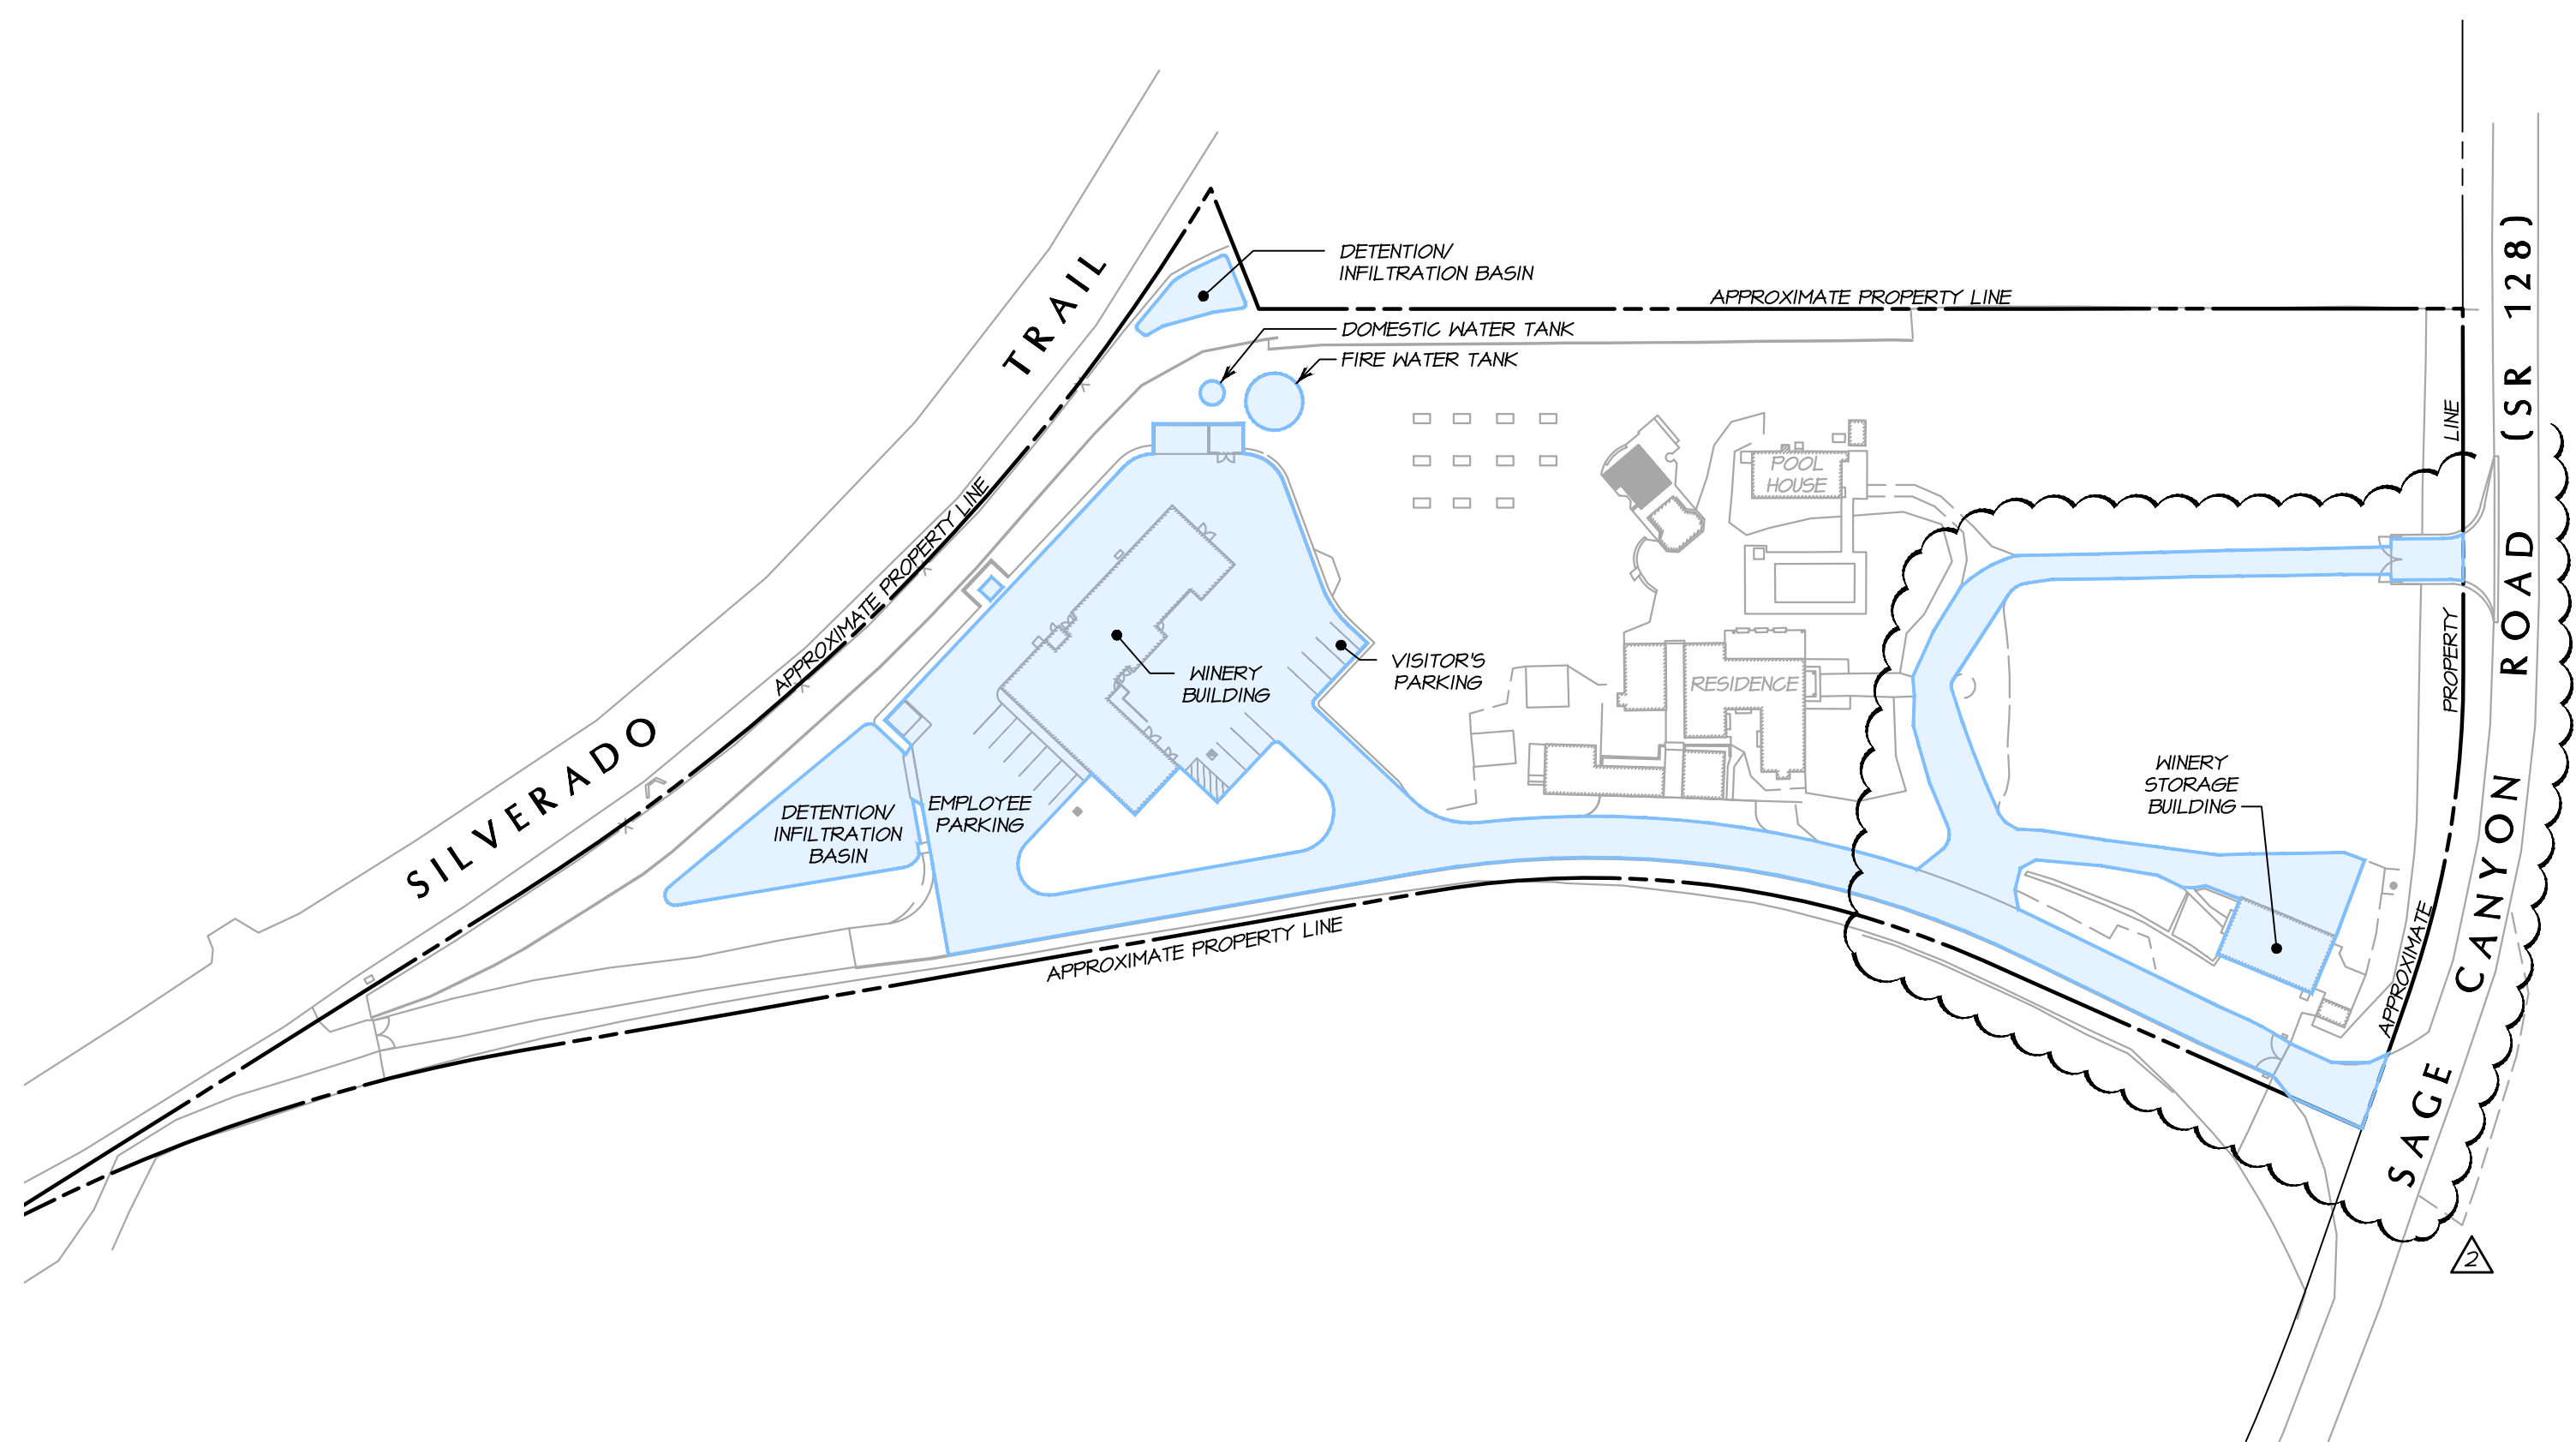 DETENTION/
INFILTRATION BASIN
APPROXIMATE PROPERTY LINE
DOMESTIC WATER TANK
FIRE WATER TANK
SILVERADO TRAIL
APPROXIMATE PROPERTY LINE
POOL
HOUSE
SAGE CANYON ROAD (SR 128)
APPROXIMATE PROPERTY LINE
WINERY
BUILDING
VISITOR'S
PARKING
RESIDENCE
WINERY
STORAGE
BUILDING
DETENTION/
INFILTRATION
BASIN
EMPLOYEE
PARKING
APPROXIMATE PROPERTY LINE
2